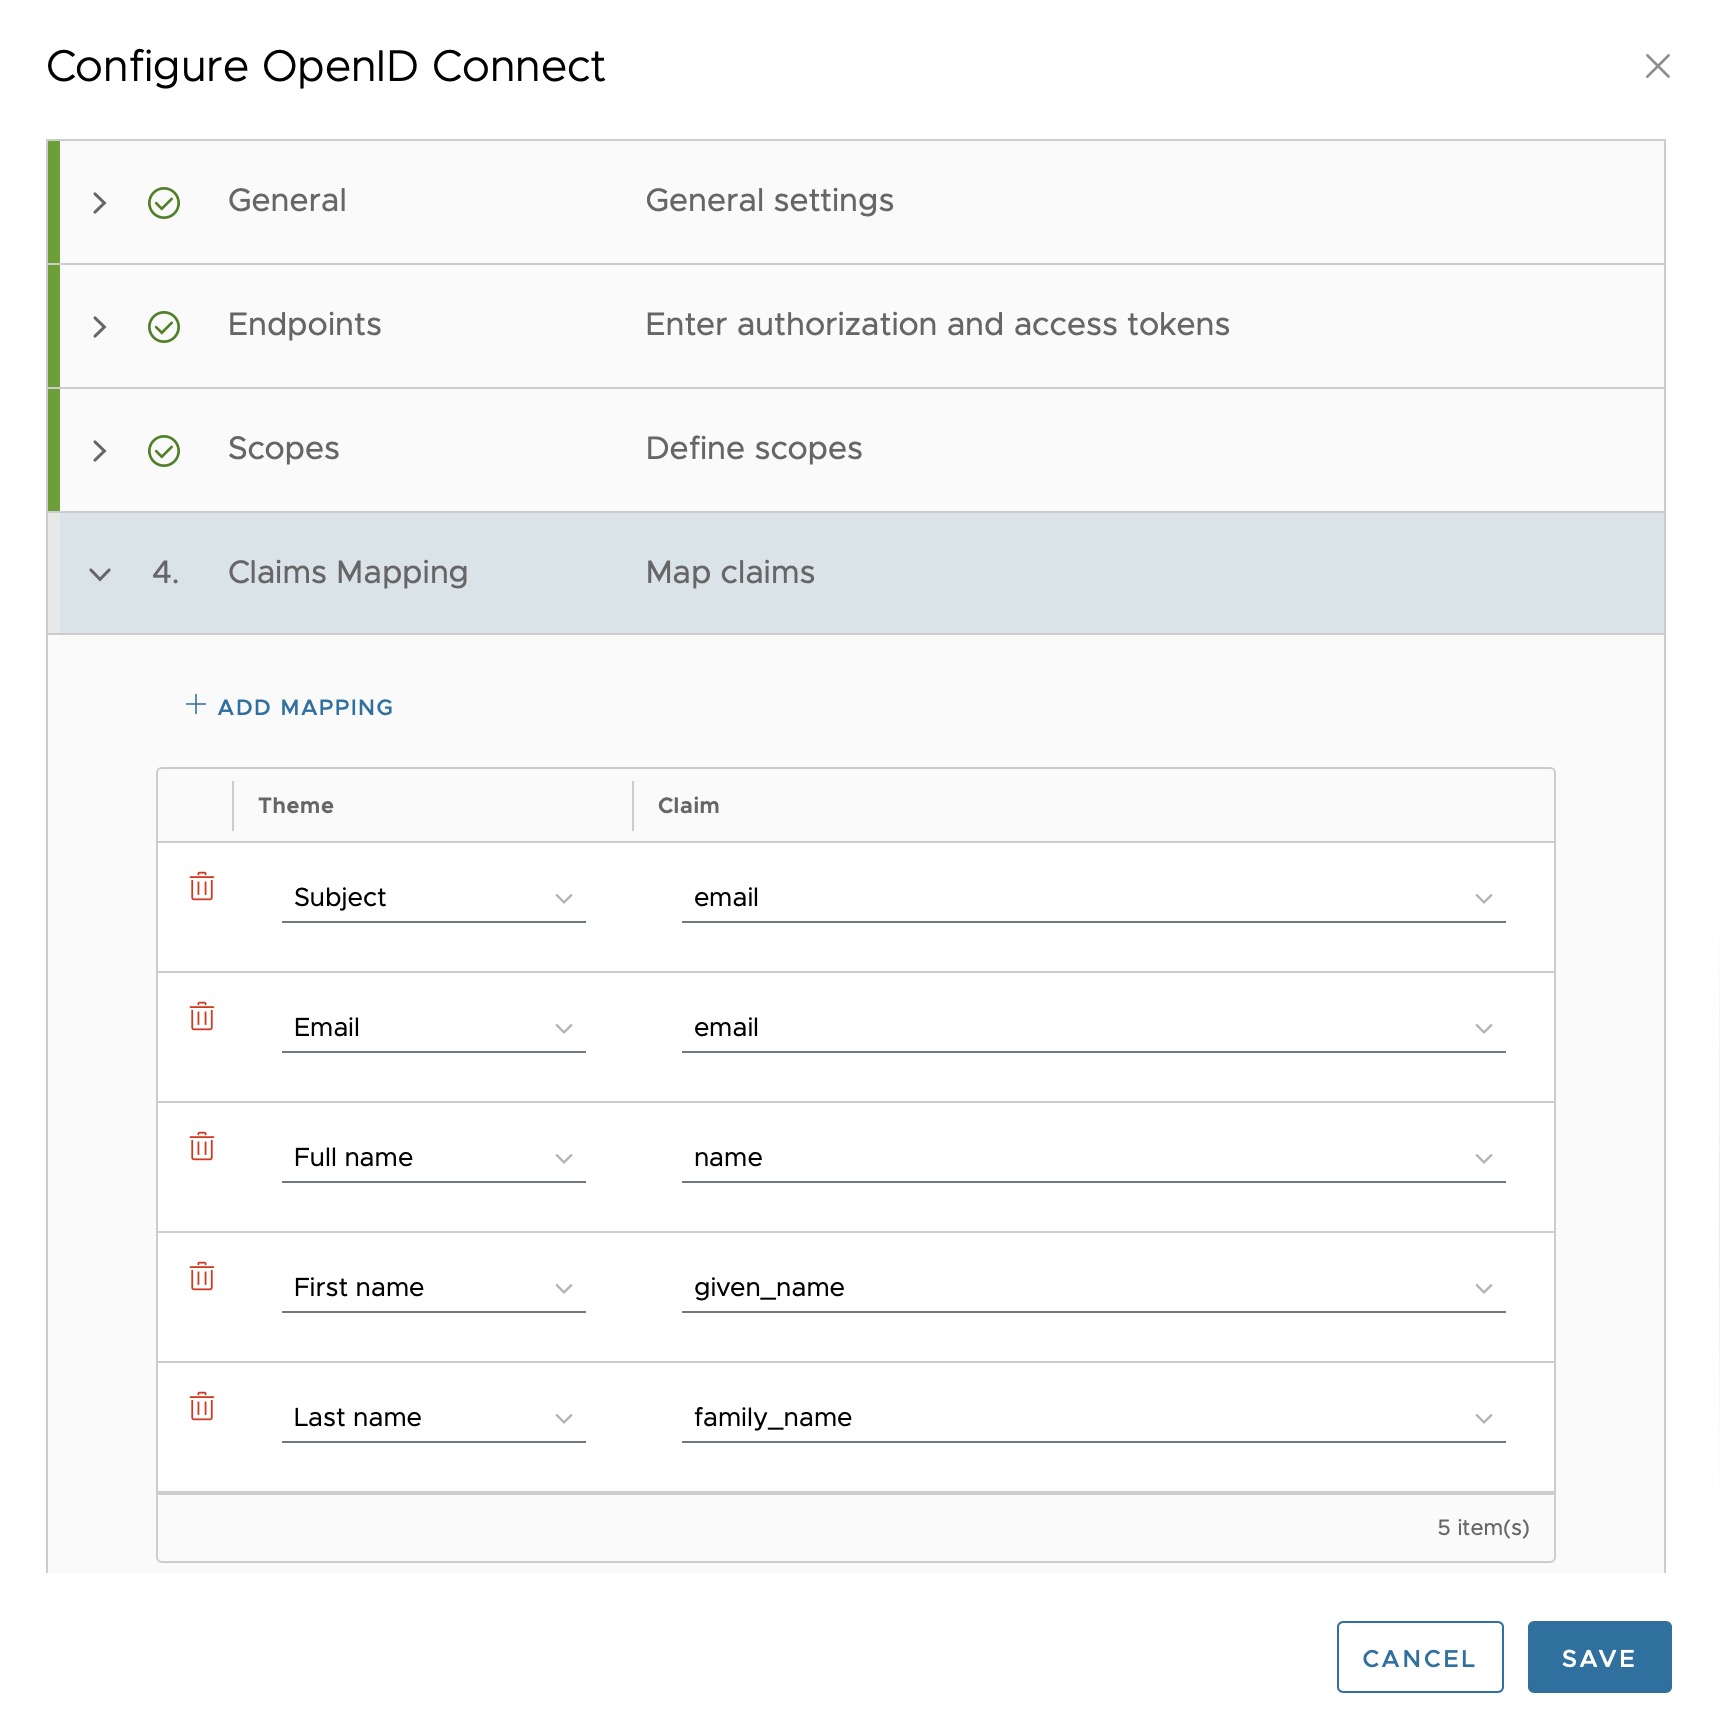 Configure OpenID Connect
General General settings
Endpoints Enter authorization and access tokens
Scopes Define scopes
4. Claims Mapping Map claims
+ ADD MAPPING
Theme Claim
Subject email
Email email
Full name name
First name given_name
Last name family_name
5 item(s)
CANCEL SAVE